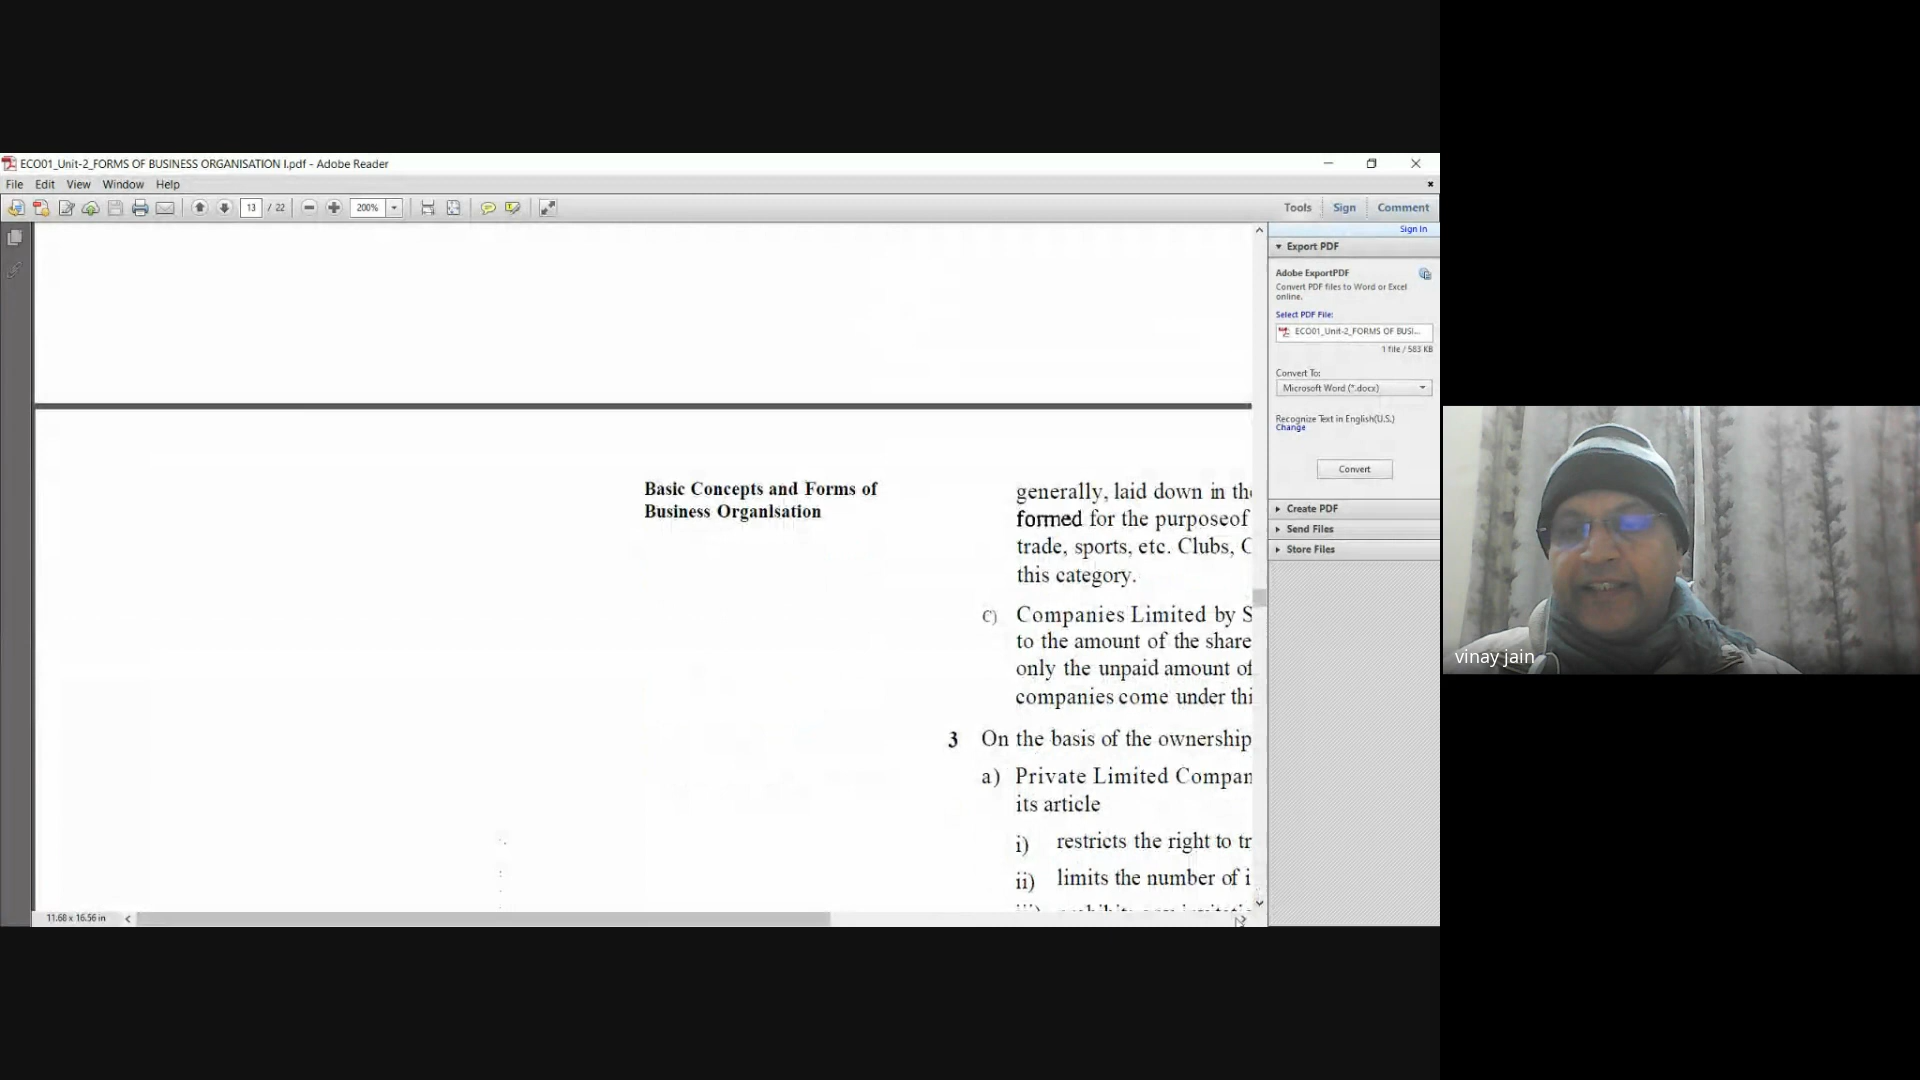 ECO01_Unit-2_FORMS OF BUSINESS ORGANISATION I.pdf - Adobe Reader
File Edit View Window Help
13 / 22 200% Tools Sign Comment
Sign In
Export PDF
Adobe ExportPDF
Convert PDF files to Word or Excel
online.
Select PDF File:
ECO01_Unit-2_FORMS OF BUSI...
1 file / 583 KB
Convert To:
Microsoft Word (*.docx)
Recognize Text in English(U.S.)
Change
Convert
Create PDF
Send Files
Store Files
Basic Concepts and Forms of
Business Organlsation
generally, laid down in
formed for the purposeof
trade, sports, etc. Clubs,
this category.
C) Companies Limited by
to the amount of the share
only the unpaid amount of
companies come under
3 On the basis of the ownership
a) Private Limited
its article
i) restricts the right to
ii) limits the number of
11.68 x 16.56 in
vinay jain